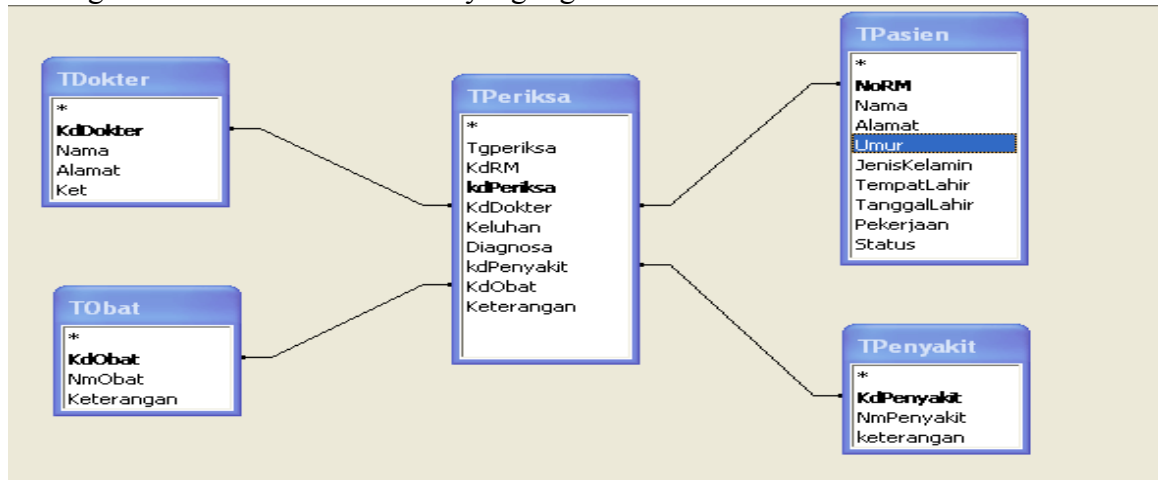 TDokter
*
KdDokter
Nama
Alamat
Ket
TObat
*
KdObat
NmObat
Keterangan
TPeriksa
*
Tgperiksa
KdRM
kdPeriksa
KdDokter
Keluhan
Diagnosa
kdPenyakit
KdObat
Keterangan
TPasien
*
NoRM
Nama
Alamat
Umur
JenisKelamin
TempatLahir
TanggalLahir
Pekerjaan
Status
TPenyakit
*
KdPenyakit
NmPenyakit
keterangan